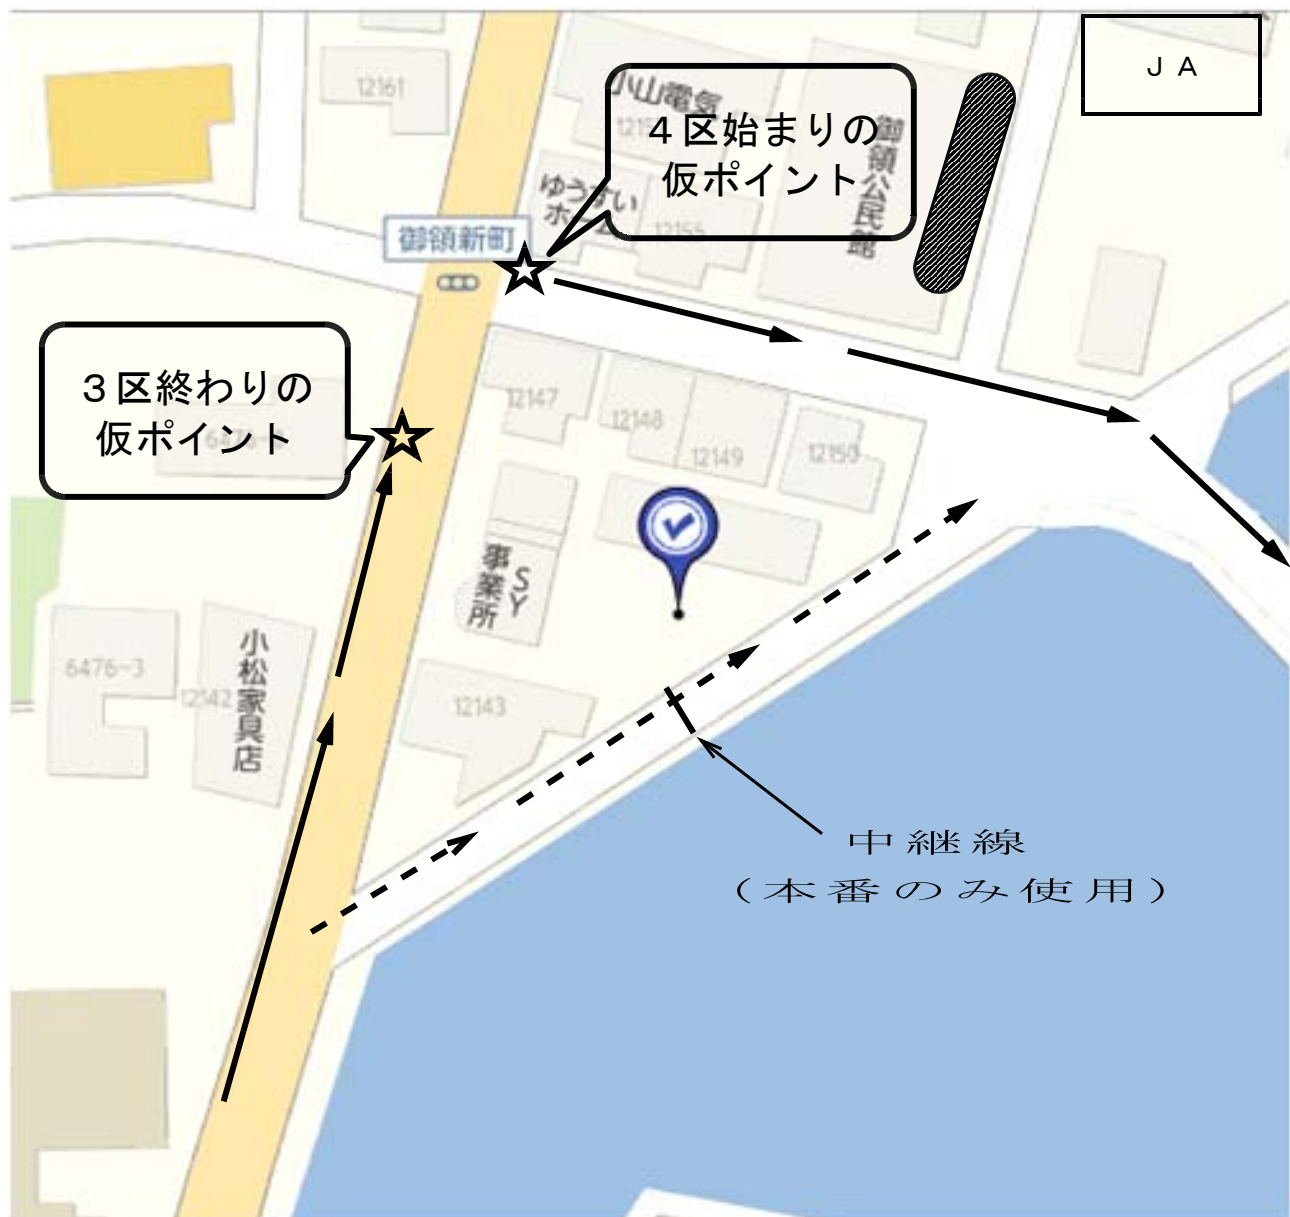 ＪＡ
12161
小山電気
４区始まりの
仮ポイント
御領公民館
ゆうすい
12155
御領新町
３区終わりの
仮ポイント
12147
12148
12149
12150
SY
事業所
6476-3
12142
小松家具店
12143
中継線
（本番のみ使用）